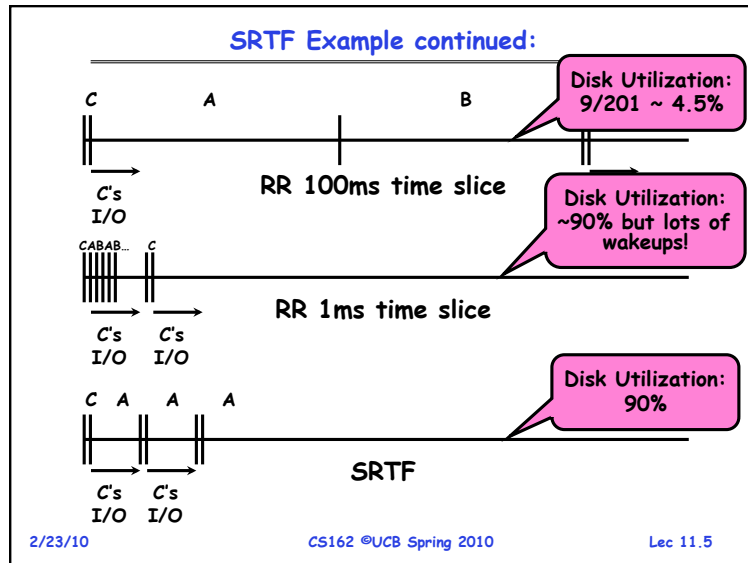 SRTF Example continued:
Disk Utilization:
9/201 ~ 4.5%
C A B
C's
I/O
RR 100ms time slice
Disk Utilization:
~90% but lots of
wakeups!
CABAB... C
C's
I/O
C's
I/O
RR 1ms time slice
Disk Utilization:
90%
C A A A
C's
I/O
C's
I/O
SRTF
2/23/10 CS162 ©UCB Spring 2010 Lec 11.5